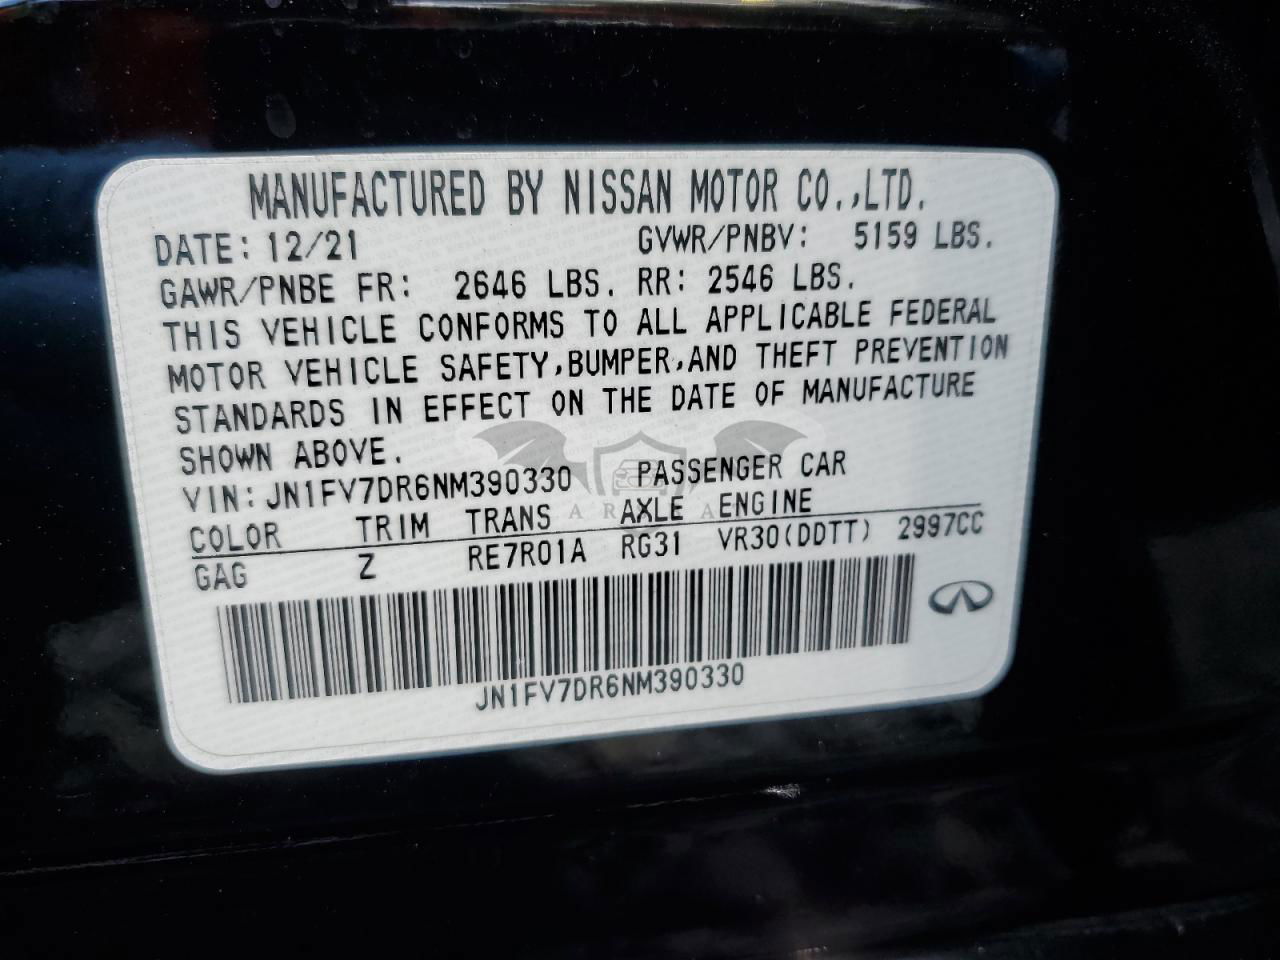 MANUFACTURED BY NISSAN MOTOR CO.,LTD.
DATE: 12/21 GVWR/PNBV: 5159 LBS.
GAWR/PNBE FR: 2646 LBS. RR: 2546 LBS.
THIS VEHICLE CONFORMS TO ALL APPLICABLE FEDERAL
MOTOR VEHICLE SAFETY,BUMPER,AND THEFT PREVENTION
STANDARDS IN EFFECT ON THE DATE OF MANUFACTURE
SHOWN ABOVE.
VIN: JN1FV7DR6NM390330 PASSENGER CAR
COLOR TRIM TRANS AXLE ENGINE
GAG Z RE7R01A RG31 VR30(DDTT) 2997CC
JN1FV7DR6NM390330